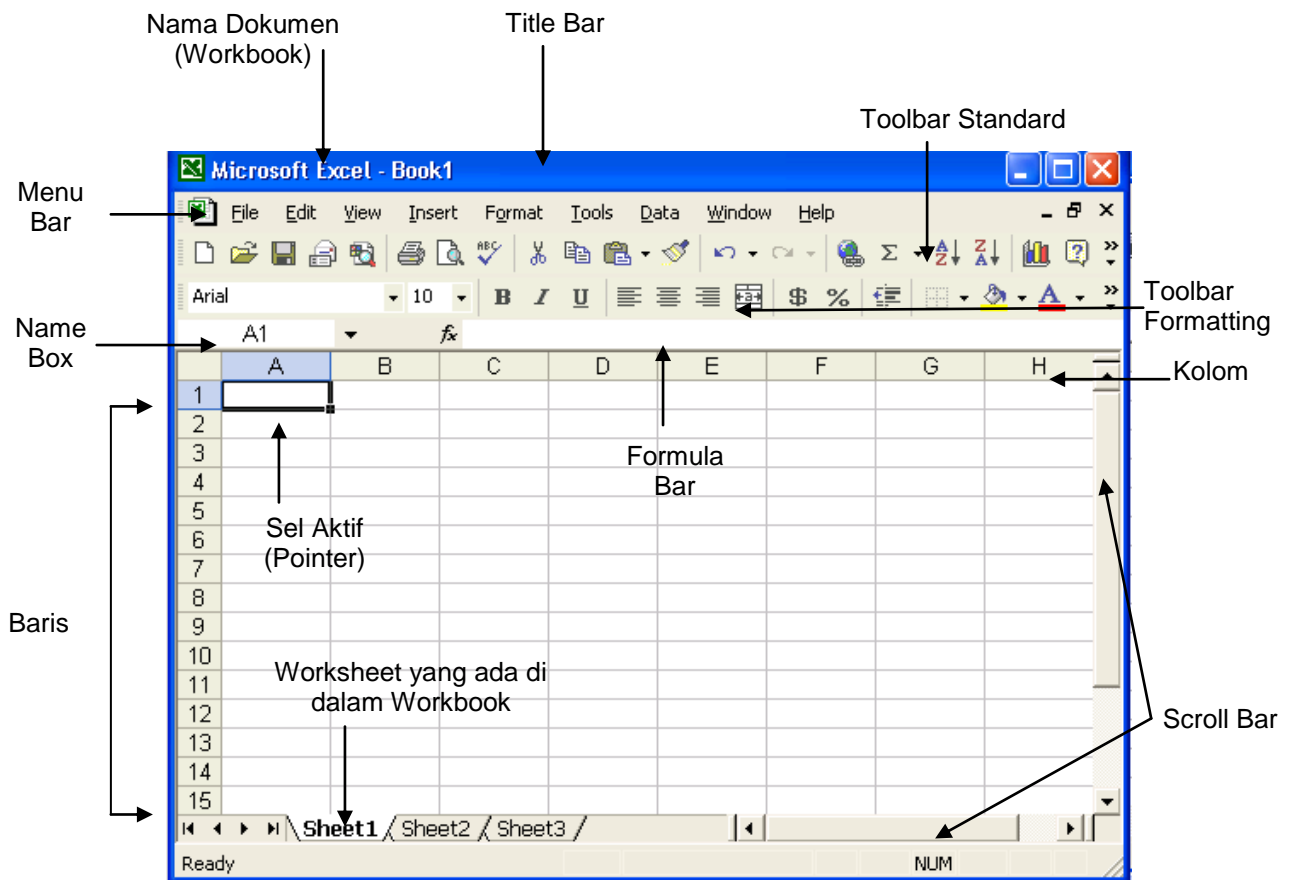 Nama Dokumen
(Workbook)
Title Bar
Toolbar Standard
Microsoft Excel - Book1
Menu
Bar
File Edit View Insert Format Tools Data Window Help
ABC Σ A Z Z A ?
Arial 10 B I U a $ % A
Toolbar
Formatting
Name
Box
A1 fx
A B C D E F G H
Kolom
1
2
3
4
5
6
7
8
9
10
11
12
13
14
15
Formula
Bar
Sel Aktif
(Pointer)
Baris
Worksheet yang ada di
dalam Workbook
Scroll Bar
Sheet1 Sheet2 Sheet3
Ready NUM